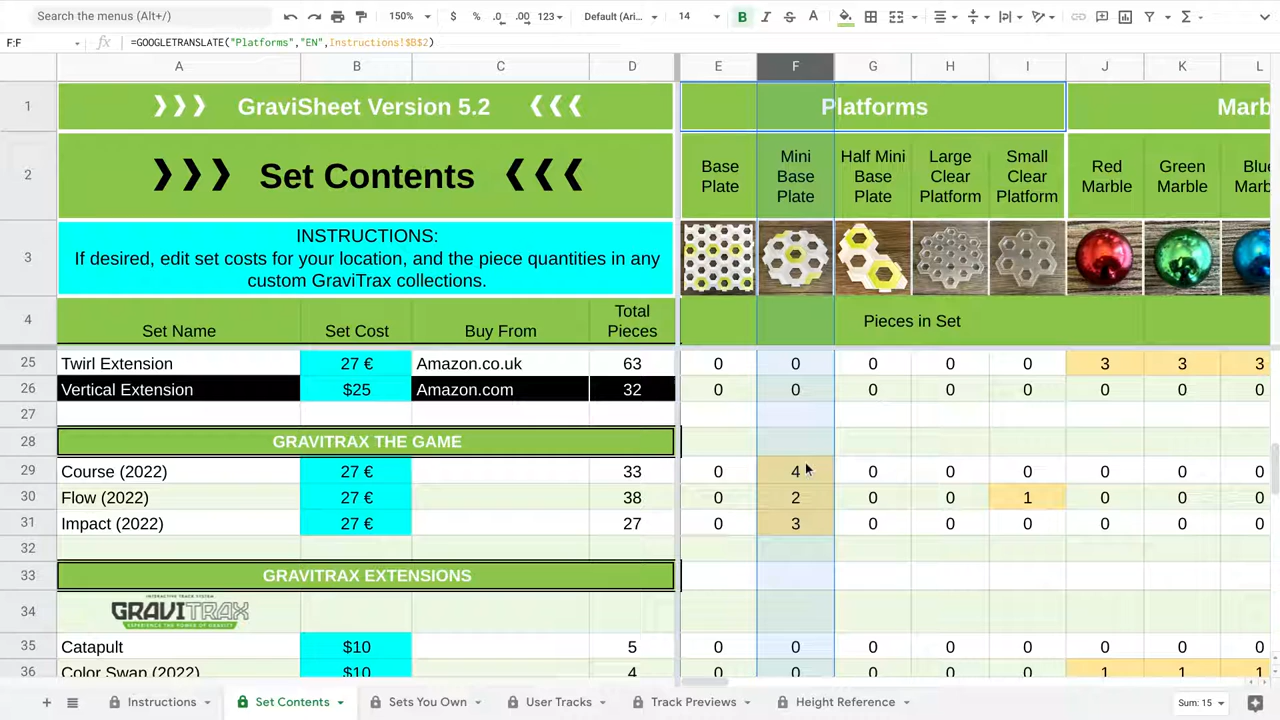 Search the menus (Alt+/)
150%
$
%
.0
.00
123
Default (Ari...
14
B
I
S
A
F:F
fx
=GOOGLETRANSLATE("Platforms","EN",Instructions!$B$2)
A B C D E F G H I J K L
1
❯❯❯ GraviSheet Version 5.2 ❮❮❮
Platforms
Marb
2
❯❯❯ Set Contents ❮❮❮
Base Plate
Mini Base Plate
Half Mini Base Plate
Large Clear Platform
Small Clear Platform
Red Marble
Green Marble
Blue Marb
3
INSTRUCTIONS:
If desired, edit set costs for your location, and the piece quantities in any
custom GraviTrax collections.
4
Set Name
Set Cost
Buy From
Total Pieces
Pieces in Set
25 Twirl Extension 27 € Amazon.co.uk 63 0 0 0 0 0 3 3 3
26 Vertical Extension $25 Amazon.com 32 0 0 0 0 0 0 0 0
27
28 GRAVITRAX THE GAME
29 Course (2022) 27 € 33 0 4 0 0 0 0 0 0
30 Flow (2022) 27 € 38 0 2 0 0 1 0 0 0
31 Impact (2022) 27 € 27 0 3 0 0 0 0 0 0
32
33 GRAVITRAX EXTENSIONS
34
INTERACTIVE TRACK SYSTEM
GRAVITRAX
EXPERIENCE THE POWER OF GRAVITY
35 Catapult $10 5 0 0 0 0 0 0 0 0
36 Color Swap (2022) $10 4 0 0 0 0 0 1 1 1
Instructions
Set Contents
Sets You Own
User Tracks
Track Previews
Height Reference
Sum: 15